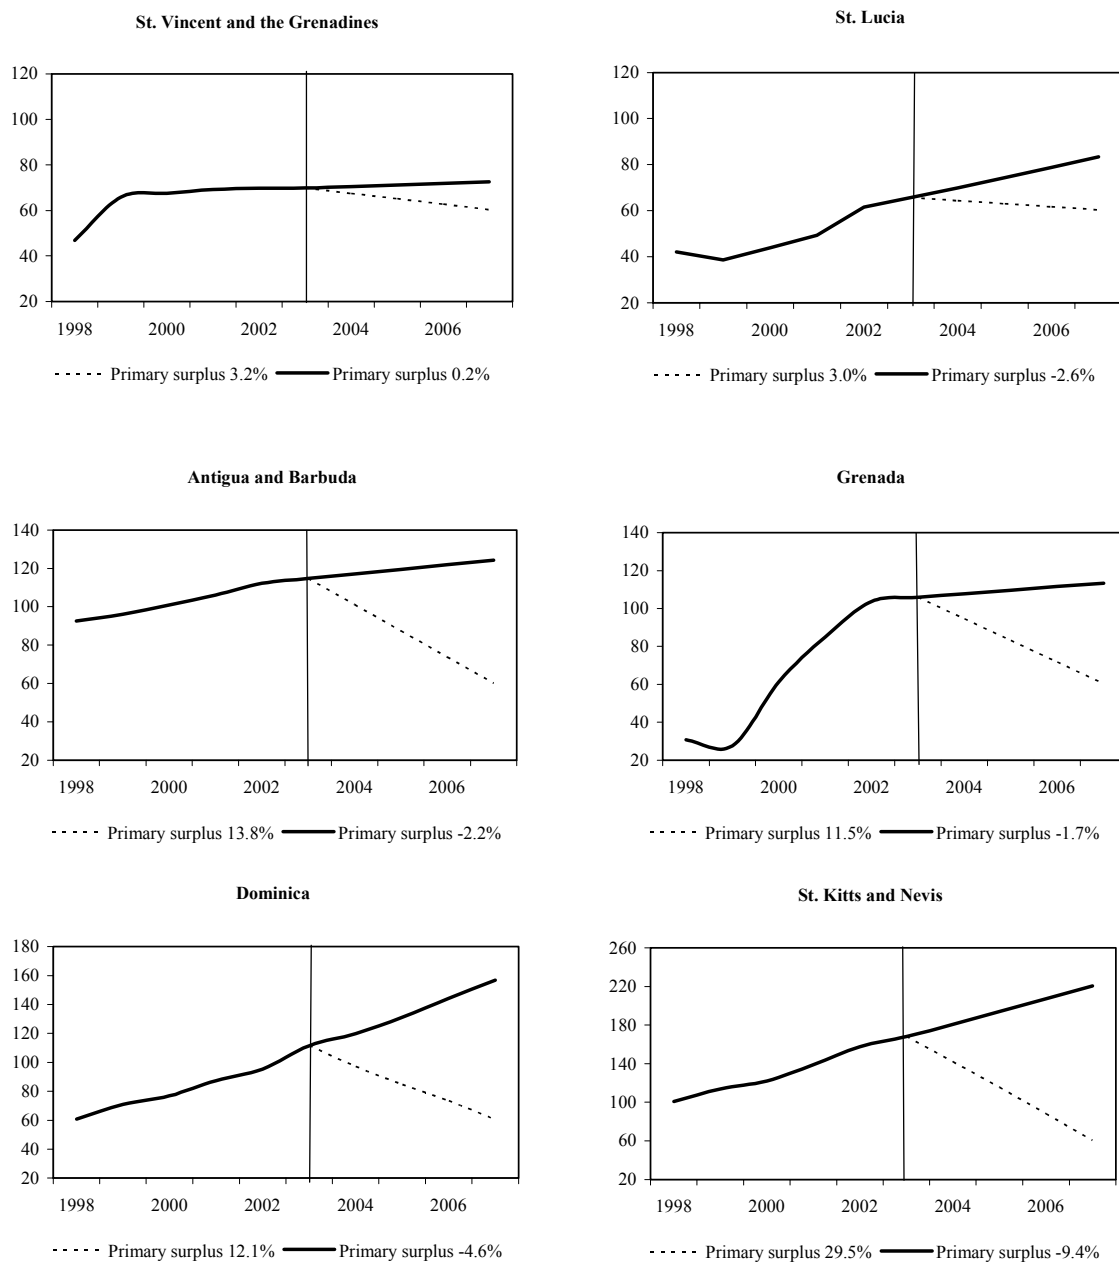 St. Vincent and the Grenadines
120
100
80
60
40
20
1998 2000 2002 2004 2006
Primary surplus 3.2% Primary surplus 0.2%
St. Lucia
120
100
80
60
40
20
1998 2000 2002 2004 2006
Primary surplus 3.0% Primary surplus -2.6%
Antigua and Barbuda
140
120
100
80
60
40
20
1998 2000 2002 2004 2006
Primary surplus 13.8% Primary surplus -2.2%
Grenada
140
120
100
80
60
40
20
1998 2000 2002 2004 2006
Primary surplus 11.5% Primary surplus -1.7%
Dominica
180
160
140
120
100
80
60
40
20
1998 2000 2002 2004 2006
Primary surplus 12.1% Primary surplus -4.6%
St. Kitts and Nevis
260
220
180
140
100
60
20
1998 2000 2002 2004 2006
Primary surplus 29.5% Primary surplus -9.4%